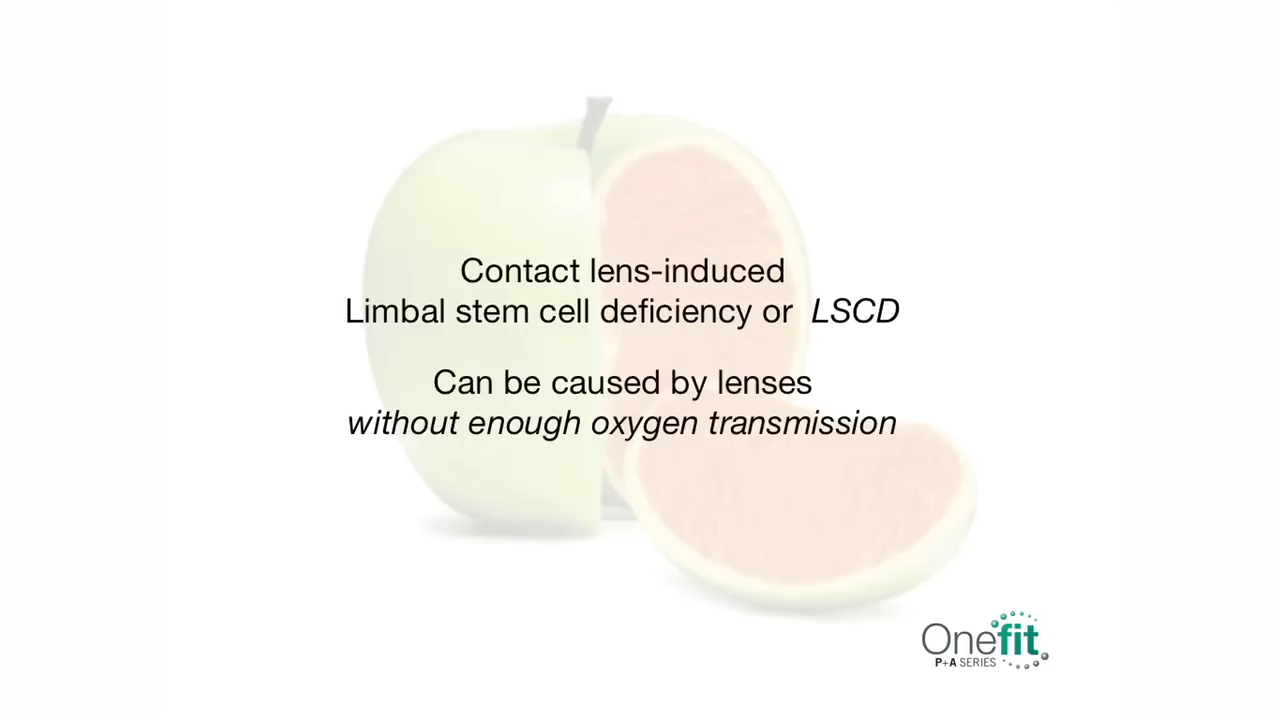 Contact lens-induced
Limbal stem cell deficiency or LSCD
Can be caused by lenses
without enough oxygen transmission
Onefit
P+A SERIES